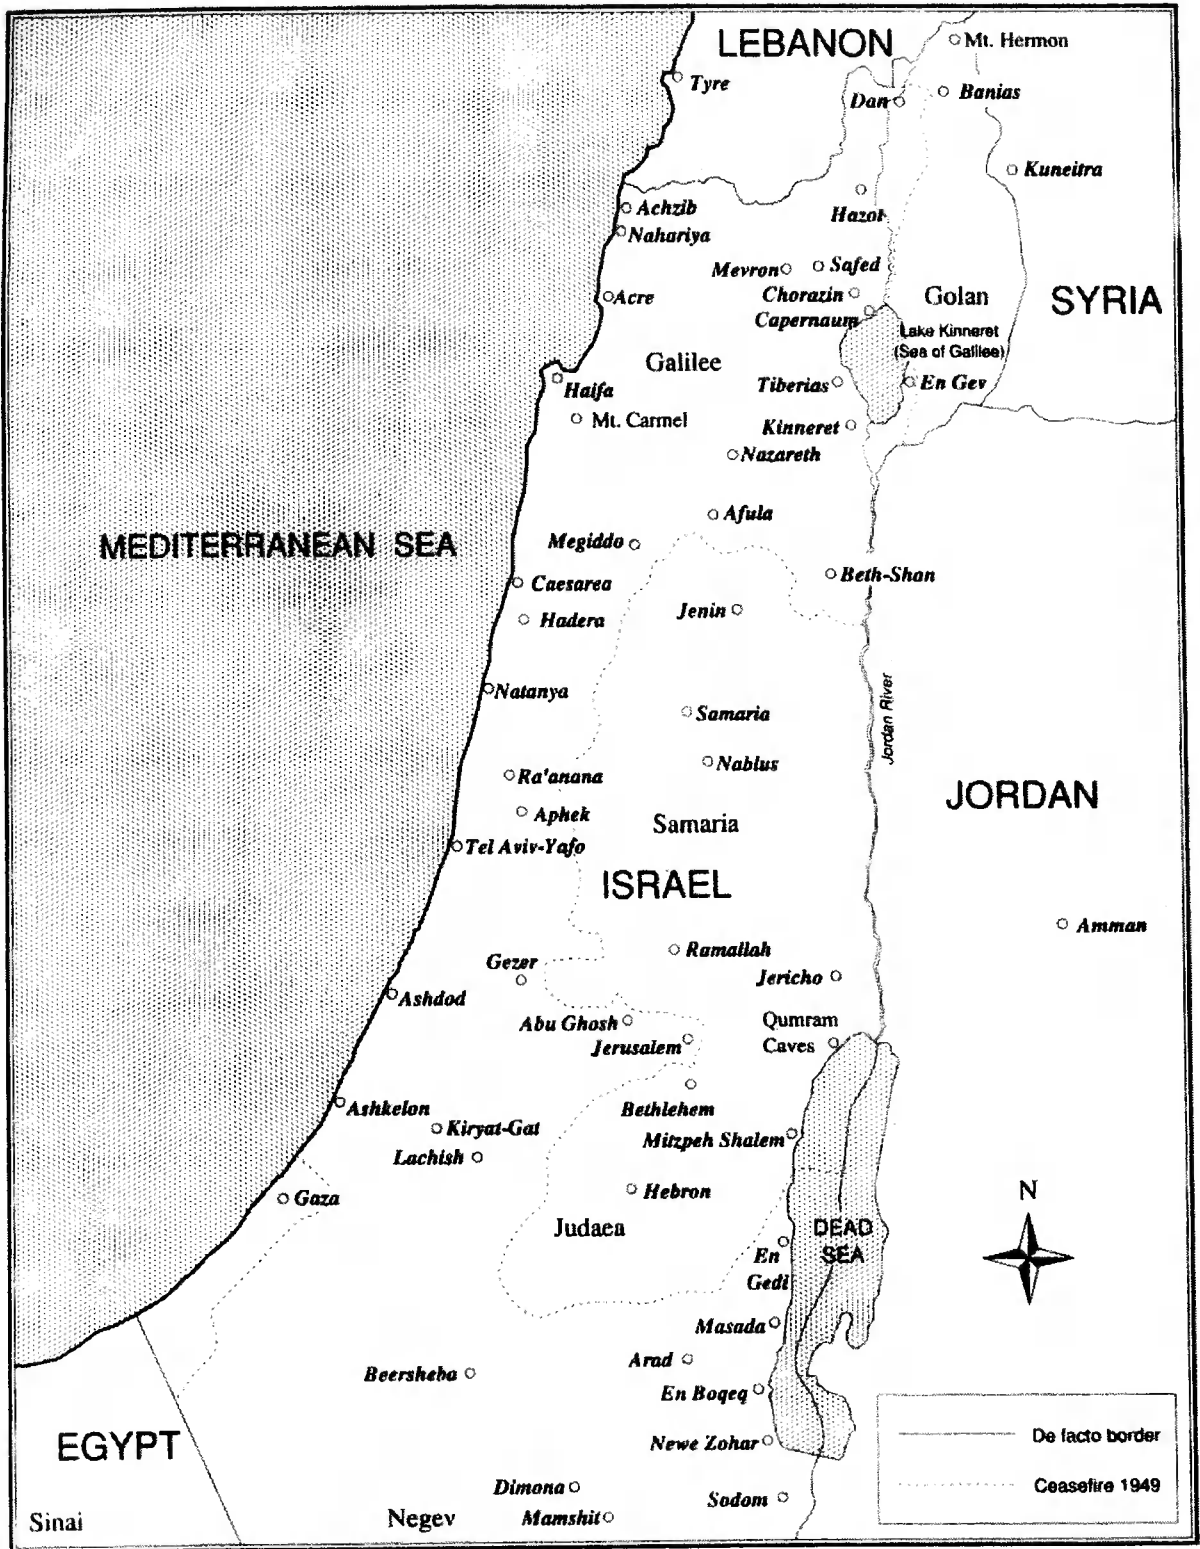 LEBANON
Mt. Hermon
Tyre
Dan
Banias
Kuneitra
Achzib
Hazor
Nahariya
Mevron
Safed
Acre
Chorazin
Golan
SYRIA
Capernaum
Lake Kinneret
(Sea of Galilee)
Galilee
Haifa
Tiberias
En Gev
Mt. Carmel
Kinneret
Nazareth
Afula
MEDITERRANEAN SEA
Megiddo
Caesarea
Beth-Shan
Jenin
Hadera
Natanya
Samaria
Jordan River
Nablus
Ra'anana
JORDAN
Aphek
Samaria
Tel Aviv-Yafo
ISRAEL
Amman
Ramallah
Gezer
Jericho
Ashdod
Abu Ghosh
Qumram
Caves
Jerusalem
Ashkelon
Bethlehem
Kiryat-Gat
Mitzpeh Shalem
Lachish
Gaza
Hebron
N
Judaea
DEAD
SEA
En
Gedi
Masada
Arad
Beersheba
En Boqeq
De facto border
EGYPT
Newe Zohar
Ceasefire 1949
Dimona
Sodom
Sinai
Negev
Mamshit